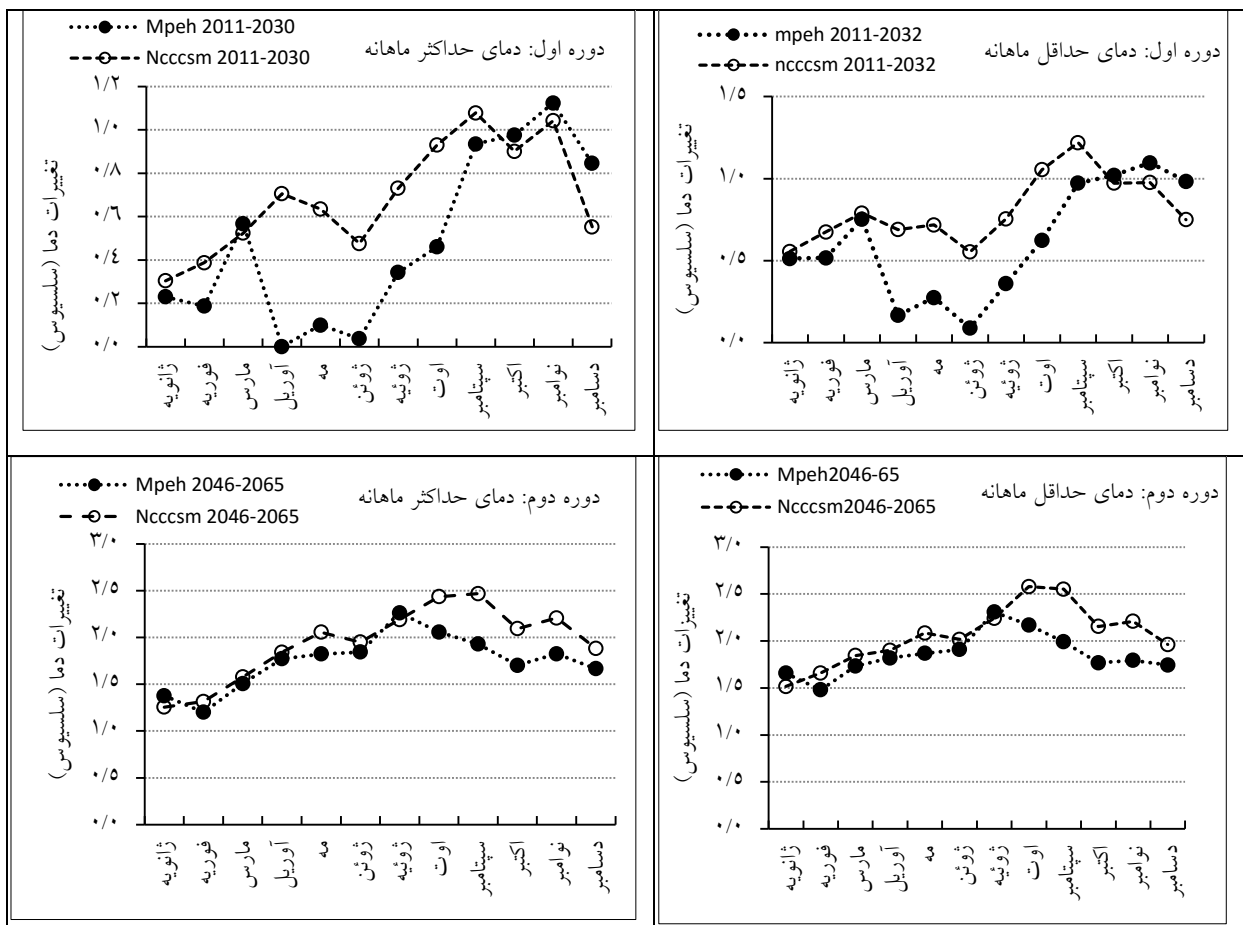 Mpeh 2011-2030
Ncccsm 2011-2030
دوره اول: دمای حداکثر ماهانه
تغییرات دما (سلسیوس)
۱/۲
۱/۰
۰/۸
۰/۶
۰/۴
۰/۲
۰/۰
ژانویه
فوریه
مارس
آوریل
مه
ژوئن
ژوئیه
اوت
سپتامبر
اکتبر
نوامبر
دسامبر
mpeh 2011-2032
ncccsm 2011-2032
دوره اول: دمای حداقل ماهانه
تغییرات دما (سلسیوس)
۱/۵
۱/۰
۰/۵
۰/۰
ژانویه
فوریه
مارس
آوریل
مه
ژوئن
ژوئیه
اوت
سپتامبر
اکتبر
نوامبر
دسامبر
Mpeh 2046-2065
Ncccsm 2046-2065
دوره دوم: دمای حداکثر ماهانه
تغییرات دما (سلسیوس)
۳/۰
۲/۵
۲/۰
۱/۵
۱/۰
۰/۵
۰/۰
ژانویه
فوریه
مارس
آوریل
مه
ژوئن
ژوئیه
اوت
سپتامبر
اکتبر
نوامبر
دسامبر
Mpeh2046-65
Ncccsm2046-2065
دوره دوم: دمای حداقل ماهانه
تغییرات دما (سلسیوس)
۳/۰
۲/۵
۲/۰
۱/۵
۱/۰
۰/۵
۰/۰
ژانویه
فوریه
مارس
آوریل
مه
ژوئن
ژوئیه
اوت
سپتامبر
اکتبر
نوامبر
دسامبر